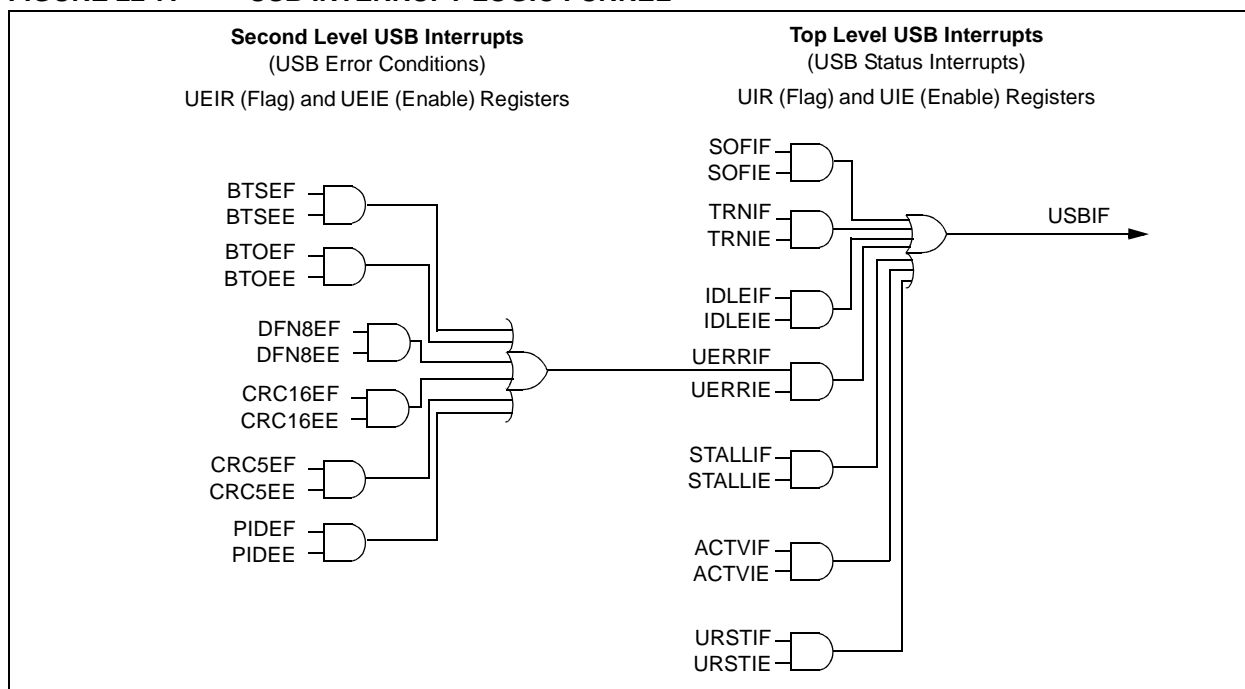 Second Level USB Interrupts
(USB Error Conditions)
UEIR (Flag) and UEIE (Enable) Registers
Top Level USB Interrupts
(USB Status Interrupts)
UIR (Flag) and UIE (Enable) Registers
BTSEF
BTSEE
BTOEF
BTOEE
DFN8EF
DFN8EE
CRC16EF
CRC16EE
CRC5EF
CRC5EE
PIDEF
PIDEE
SOFIF
SOFIE
TRNIF
TRNIE
IDLEIF
IDLEIE
UERRIF
UERRIE
STALLIF
STALLIE
ACTVIF
ACTVIE
URSTIF
URSTIE
USBIF